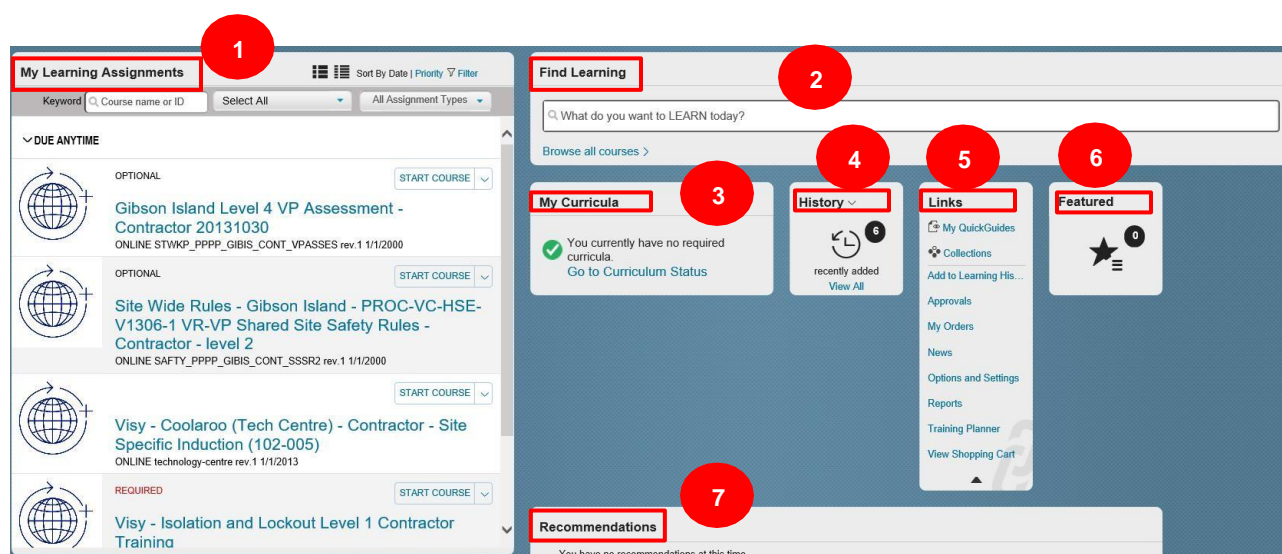 1
My Learning Assignments
Sort By Date | Priority Filter
Keyword Course name or ID Select All All Assignment Types
DUE ANYTIME
OPTIONAL START COURSE
Gibson Island Level 4 VP Assessment -
Contractor 20131030
ONLINE STWKP_PPPP_GIBIS_CONT_VPASSES rev.1 1/1/2000
OPTIONAL START COURSE
Site Wide Rules - Gibson Island - PROC-VC-HSE-
V1306-1 VR-VP Shared Site Safety Rules -
Contractor - level 2
ONLINE SAFTY_PPPP_GIBIS_CONT_SSSR2 rev.1 1/1/2000
START COURSE
Visy - Coolaroo (Tech Centre) - Contractor - Site
Specific Induction (102-005)
ONLINE technology-centre rev.1 1/1/2013
REQUIRED START COURSE
Visy - Isolation and Lockout Level 1 Contractor
Training
2
Find Learning
What do you want to LEARN today?
Browse all courses >
3
My Curricula
You currently have no required
curricula.
Go to Curriculum Status
4
History
6
recently added
View All
5
Links
My QuickGuides
Collections
Add to Learning His...
Approvals
My Orders
News
Options and Settings
Reports
Training Planner
View Shopping Cart
6
Featured
0
7
Recommendations
You have no recommendations at this time